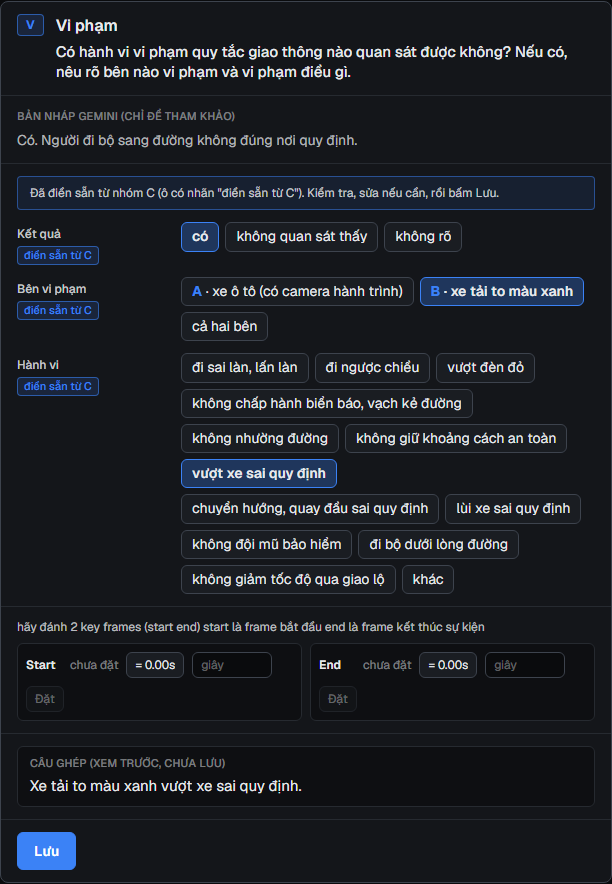 V Vi phạm
Có hành vi vi phạm quy tắc giao thông nào quan sát được không? Nếu có,
nêu rõ bên nào vi phạm và vi phạm điều gì.
BẢN NHÁP GEMINI (CHỈ ĐỂ THAM KHẢO)
Có. Người đi bộ sang đường không đúng nơi quy định.
Đã điền sẵn từ nhóm C (ô có nhãn "điền sẵn từ C"). Kiểm tra, sửa nếu cần, rồi bấm Lưu.
Kết quả
điền sẵn từ C
có không quan sát thấy không rõ
Bên vi phạm
điền sẵn từ C
A · xe ô tô (có camera hành trình) B · xe tải to màu xanh
cả hai bên
Hành vi
điền sẵn từ C
đi sai làn, lấn làn đi ngược chiều vượt đèn đỏ
không chấp hành biển báo, vạch kẻ đường
không nhường đường không giữ khoảng cách an toàn
vượt xe sai quy định
chuyển hướng, quay đầu sai quy định lùi xe sai quy định
không đội mũ bảo hiểm đi bộ dưới lòng đường
không giảm tốc độ qua giao lộ khác
hãy đánh 2 key frames (start end) start là frame bắt đầu end là frame kết thúc sự kiện
Start chưa đặt = 0.00s giây
Đặt
End chưa đặt = 0.00s giây
Đặt
CÂU GHÉP (XEM TRƯỚC, CHƯA LƯU)
Xe tải to màu xanh vượt xe sai quy định.
Lưu